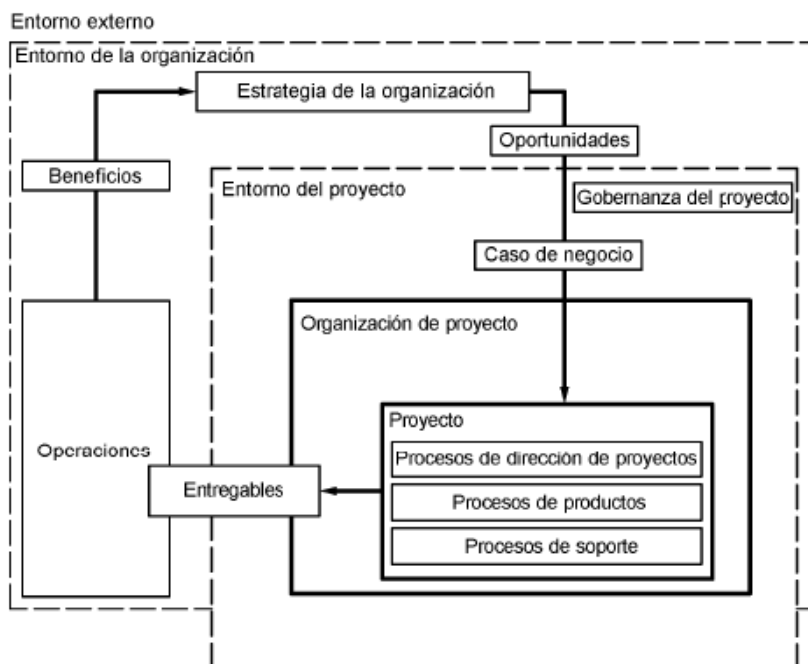 Entorno externo
Entorno de la organización
Estrategia de la organización
Oportunidades
Beneficios
Entorno del proyecto
Gobernanza del proyecto
Caso de negocio
Organización de proyecto
Proyecto
Procesos de dirección de proyectos
Operaciones
Entregables
Procesos de productos
Procesos de soporte